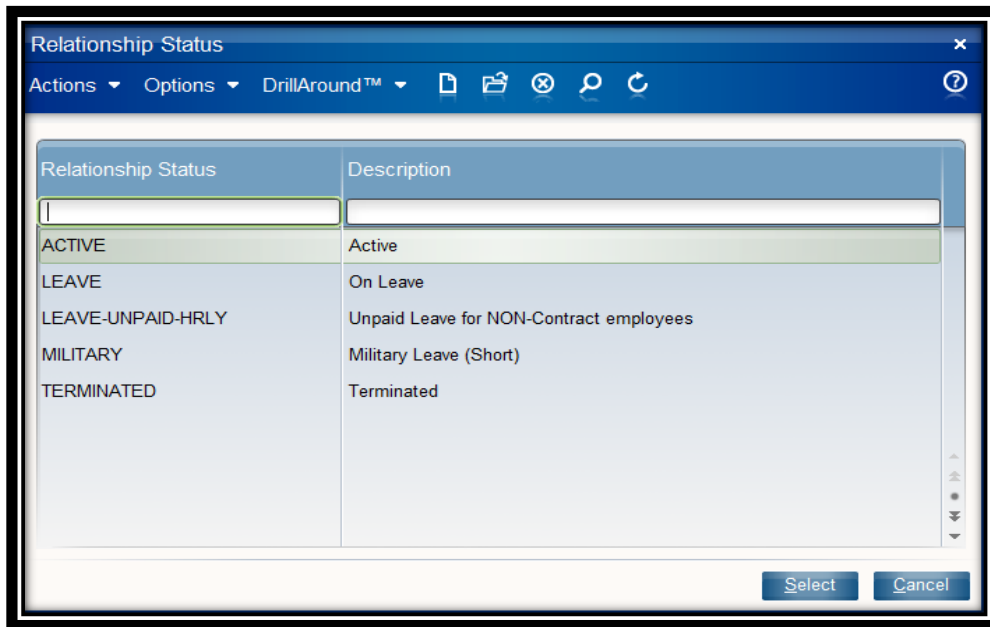 Relationship Status
Actions Options DrillAround™
Relationship Status Description
ACTIVE Active
LEAVE On Leave
LEAVE-UNPAID-HRLY Unpaid Leave for NON-Contract employees
MILITARY Military Leave (Short)
TERMINATED Terminated
Select Cancel